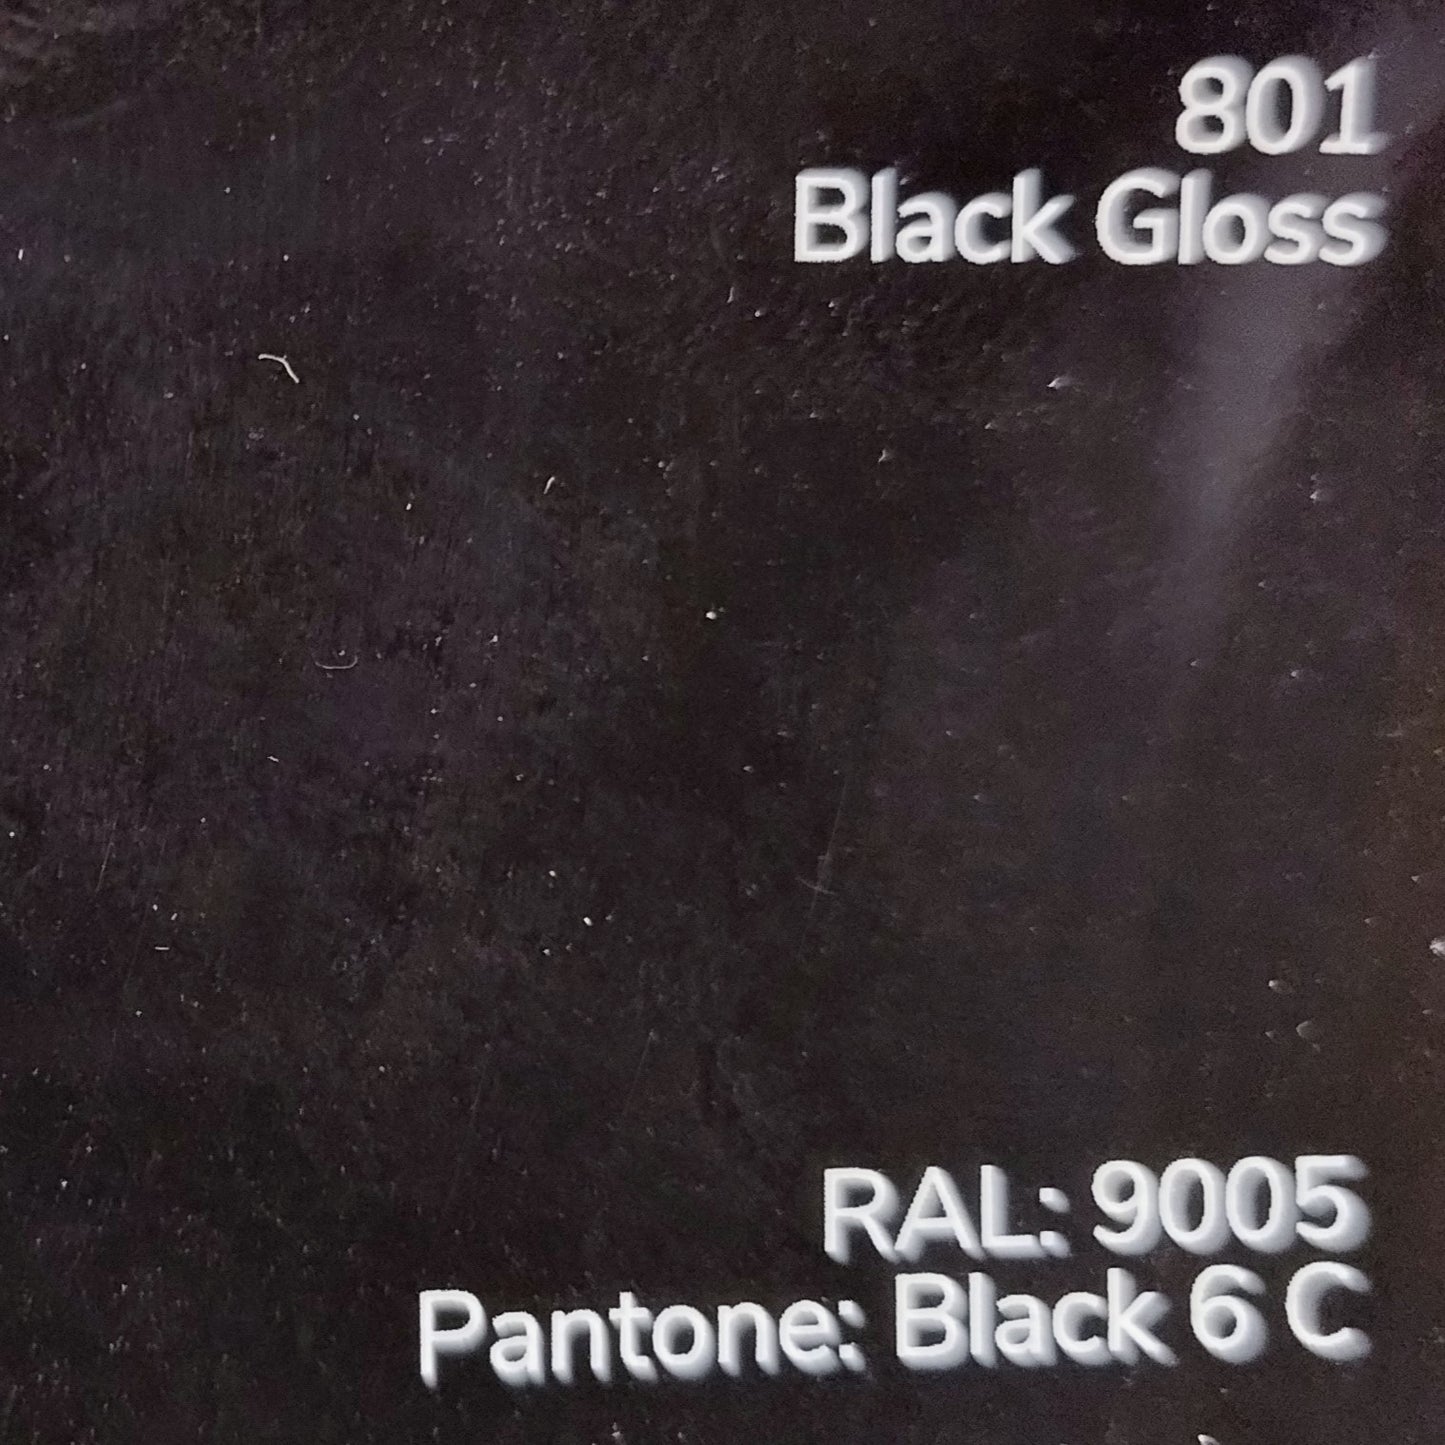 801
Black Gloss
RAL: 9005
Pantone: Black 6 C